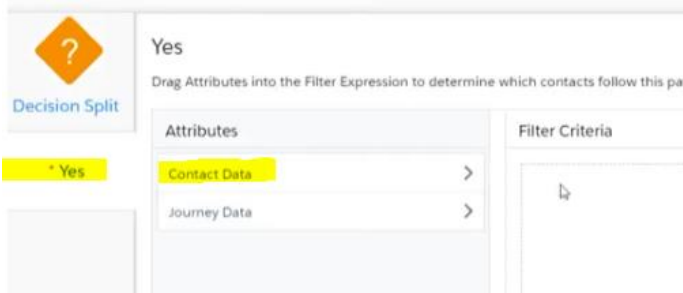 ?
Yes
Drag Attributes into the Filter Expression to determine which contacts follow this pa
Decision Split
Attributes
Filter Criteria
* Yes
Contact Data
Journey Data